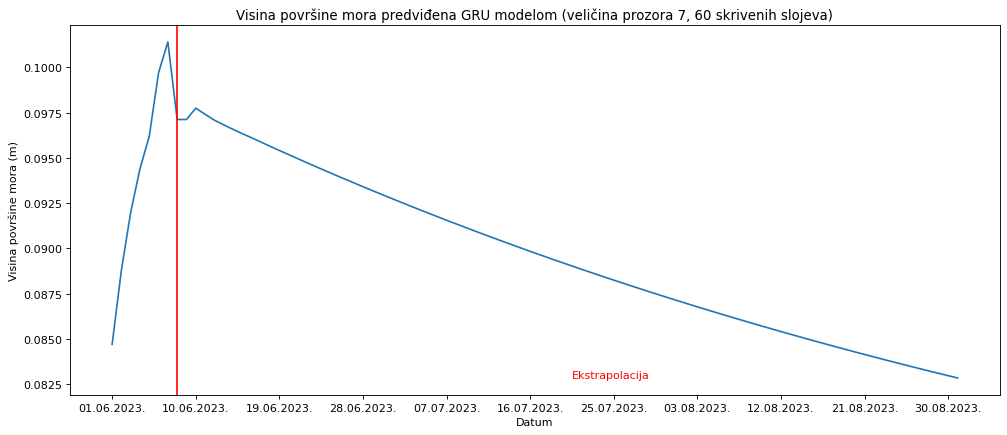 Visina površine mora predviđena GRU modelom (veličina prozora 7, 60 skrivenih slojeva)
Visina površine mora (m)
0.1000
0.0975
0.0950
0.0925
0.0900
0.0875
0.0850
0.0825
Ekstrapolacija
01.06.2023. 10.06.2023. 19.06.2023. 28.06.2023. 07.07.2023. 16.07.2023. 25.07.2023. 03.08.2023. 12.08.2023. 21.08.2023. 30.08.2023.
Datum